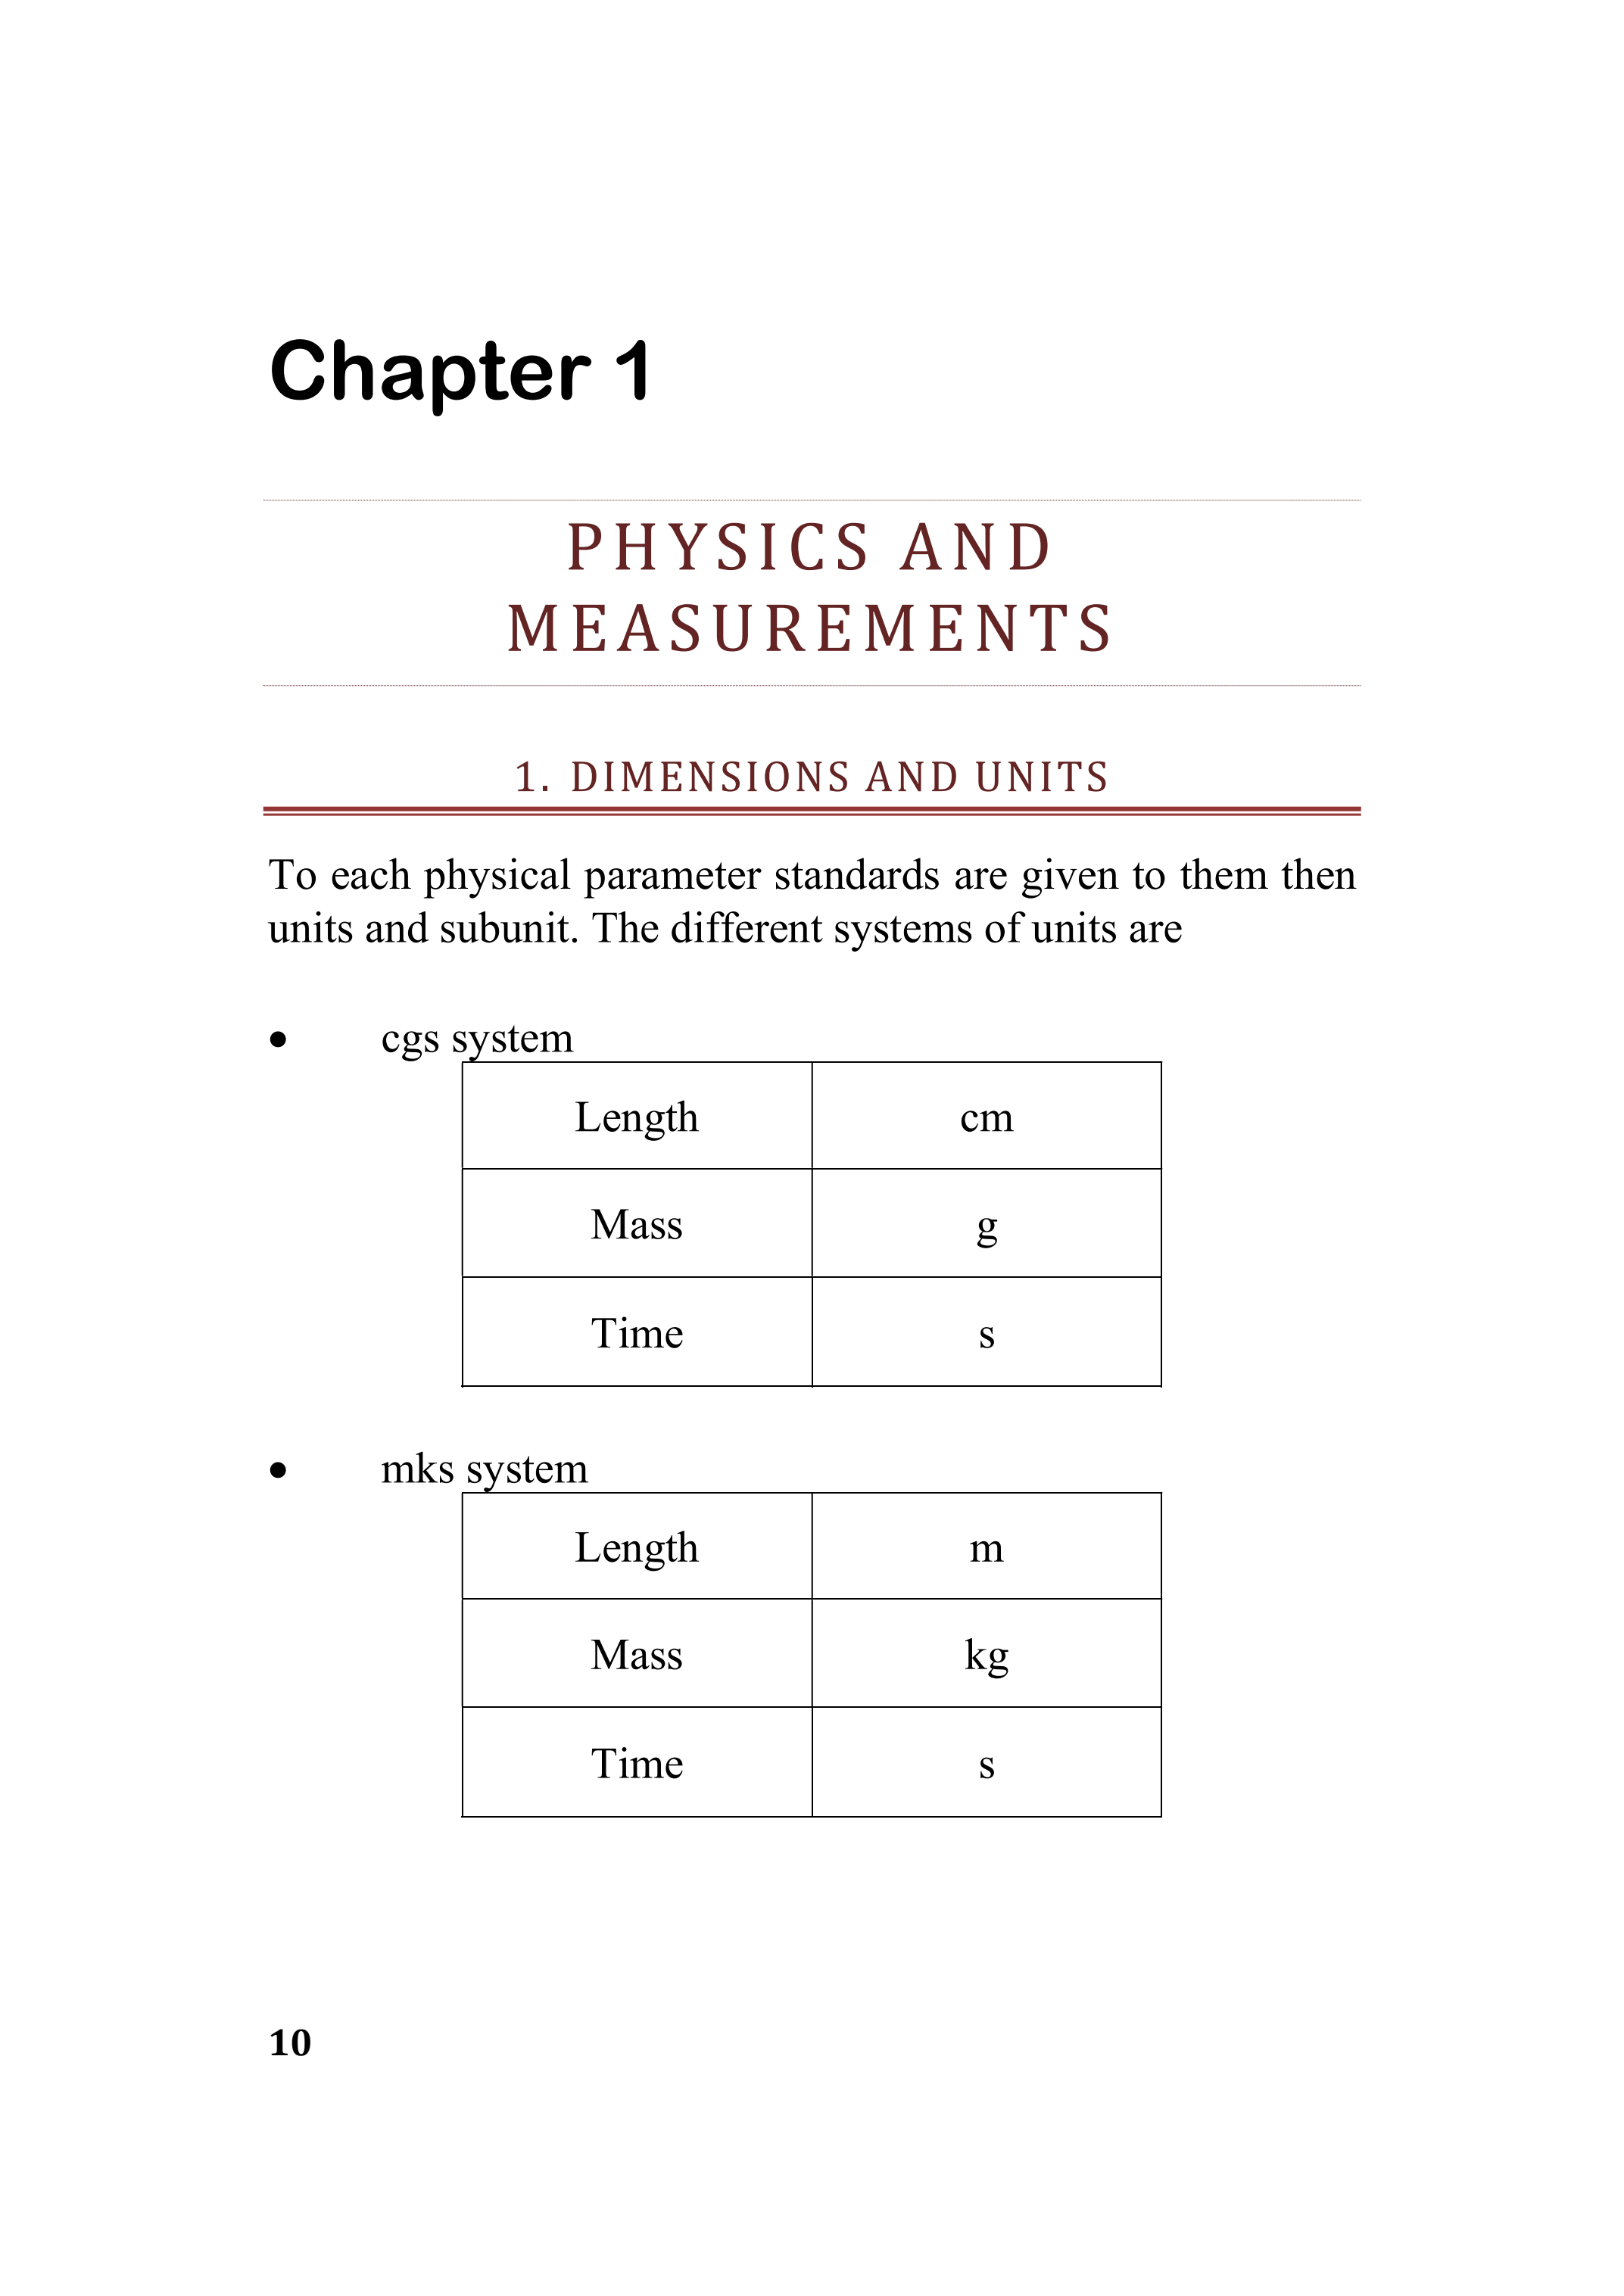 Chapter 1
PHYSICS AND
MEASUREMENTS
1. DIMENSIONS AND UNITS
To each physical parameter standards are given to them then
units and subunit. The different systems of units are
• cgs system
Length cm
Mass g
Time s
• mks system
Length m
Mass kg
Time s
10